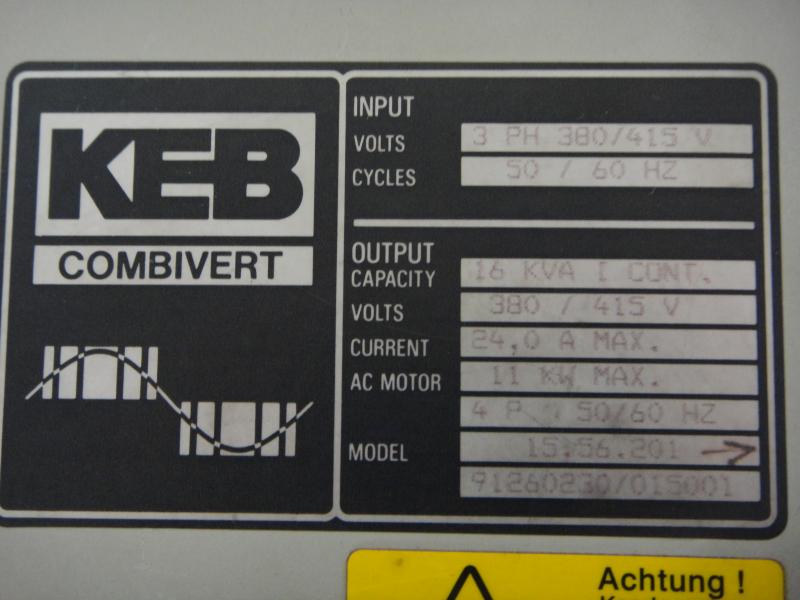 KEB
COMBIVERT
INPUT
VOLTS 3 PH 380/415 V
CYCLES 50 / 60 HZ
OUTPUT
CAPACITY 16 KVA I CONT.
VOLTS 380 / 415 V
CURRENT 24,0 A MAX.
AC MOTOR 11 KW MAX.
4 P 50/60 HZ
MODEL 15.56.201
91260230/015001
Achtung !